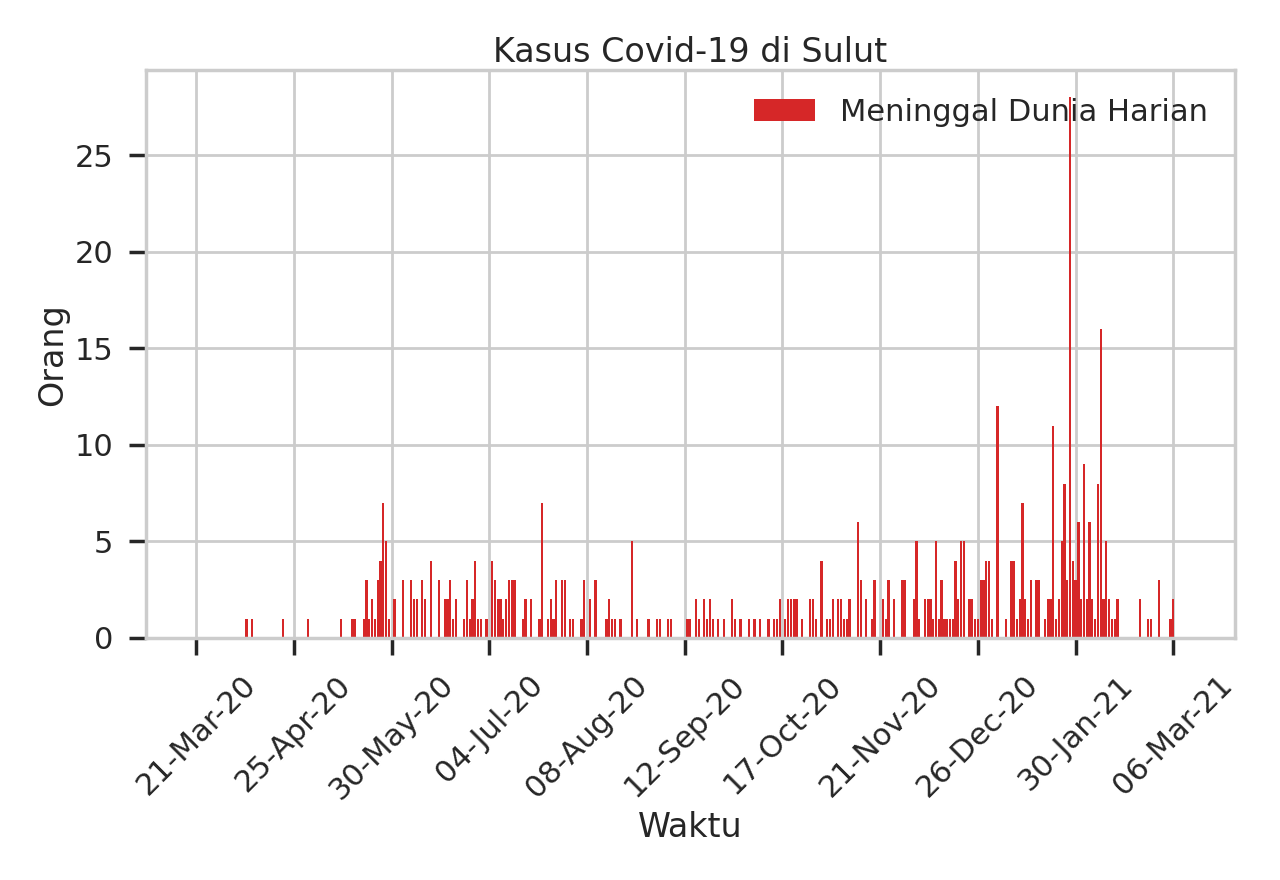 Kasus Covid-19 di Sulut
Meninggal Dunia Harian
Orang
25
20
15
10
5
0
21-Mar-20
25-Apr-20
30-May-20
04-Jul-20
08-Aug-20
12-Sep-20
17-Oct-20
21-Nov-20
26-Dec-20
30-Jan-21
06-Mar-21
Waktu